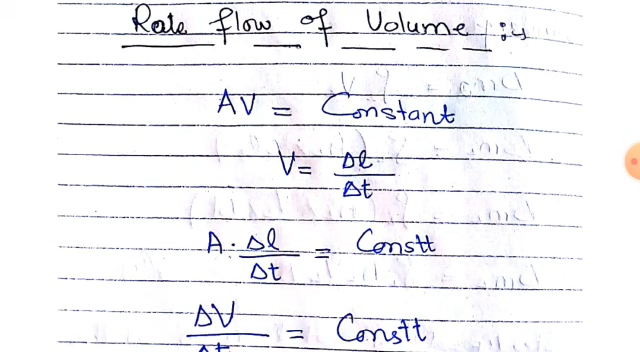 Rate flow of Volume :-
AV = Constant
V = Δl/Δt
A . Δl/Δt = Constt
ΔV/Δt = Constt